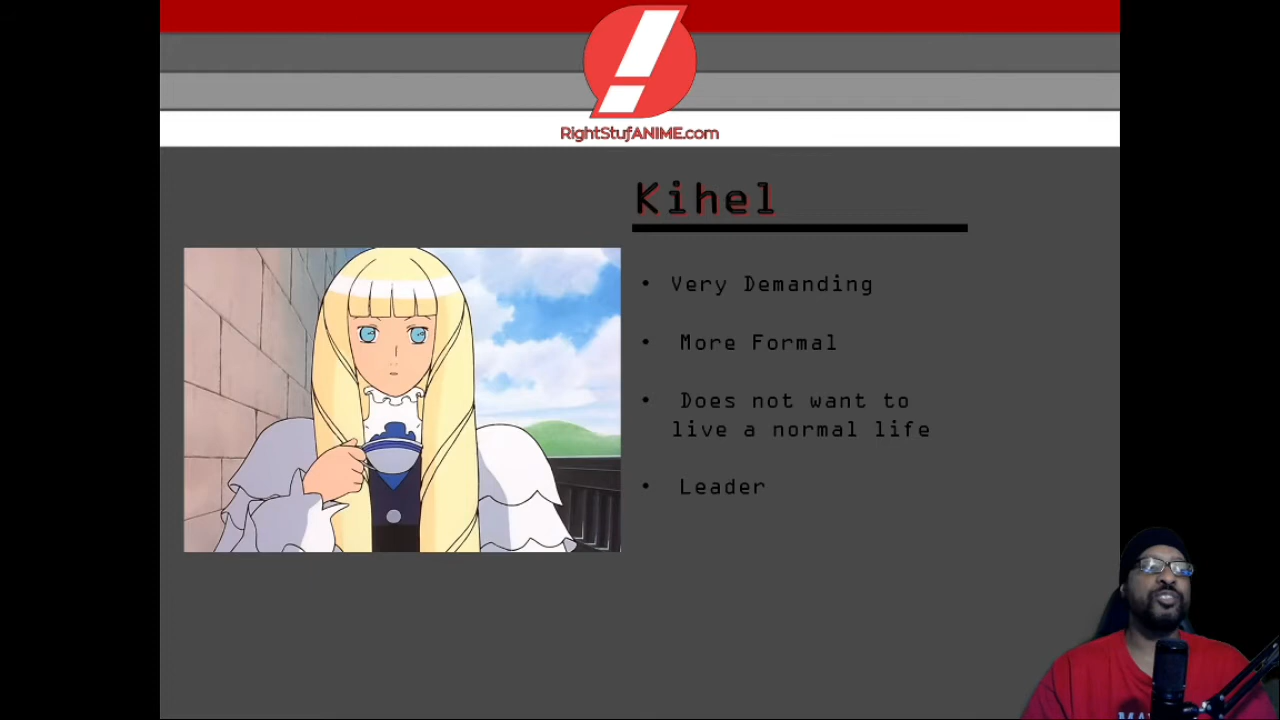 RightStufANIME.com
Kihel
• Very Demanding
• More Formal
• Does not want to
live a normal life
• Leader